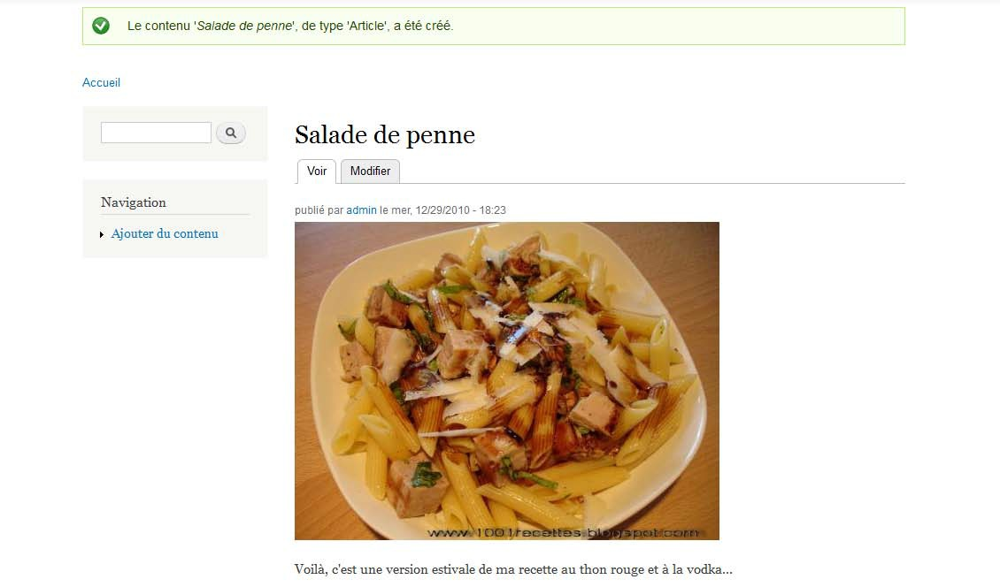 Le contenu 'Salade de penne', de type 'Article', a été créé.
Accueil
Salade de penne
Voir Modifier
Navigation
Ajouter du contenu
publié par admin le mer, 12/29/2010 - 18:23
www.1001recettes.blogspot.com
Voilà, c'est une version estivale de ma recette au thon rouge et à la vodka...